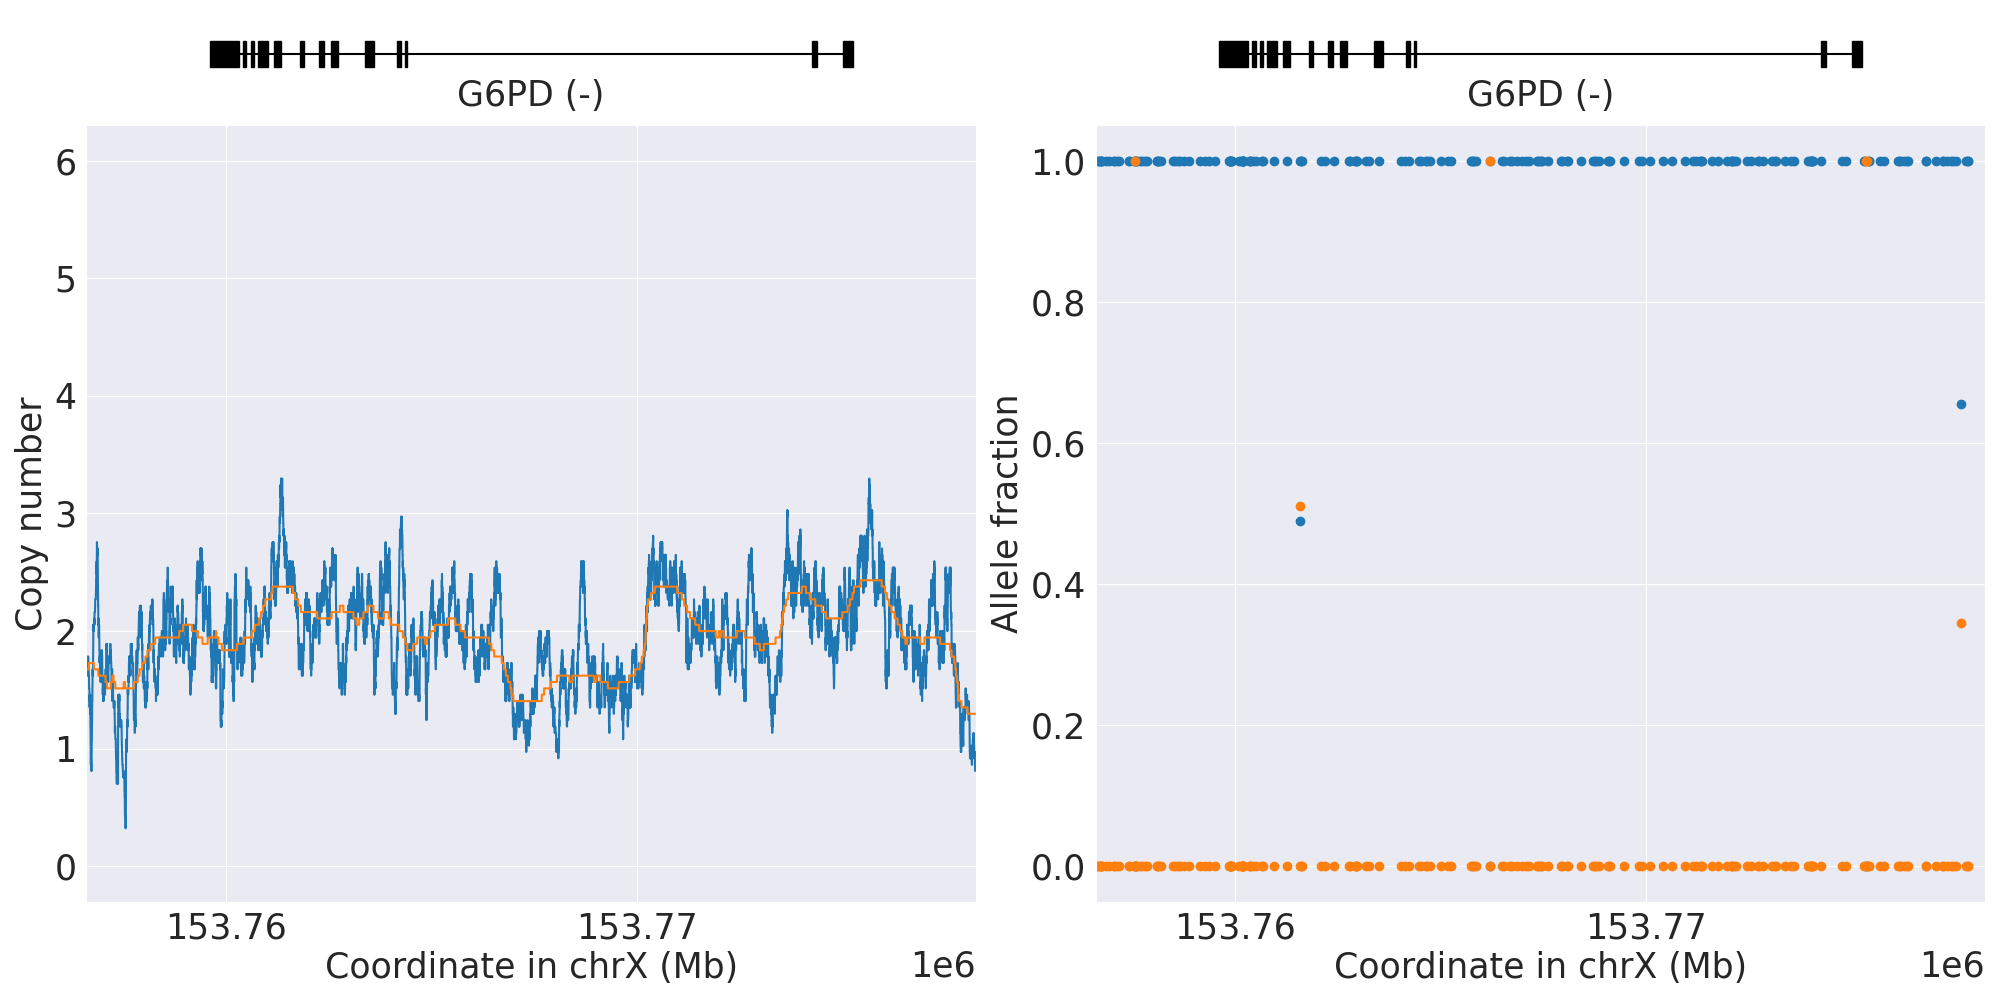 G6PD (-)
6
5
4
3
2
1
0
Copy number
153.76
153.77
Coordinate in chrX (Mb)
1e6
G6PD (-)
1.0
0.8
0.6
0.4
0.2
0.0
Allele fraction
153.76
153.77
Coordinate in chrX (Mb)
1e6